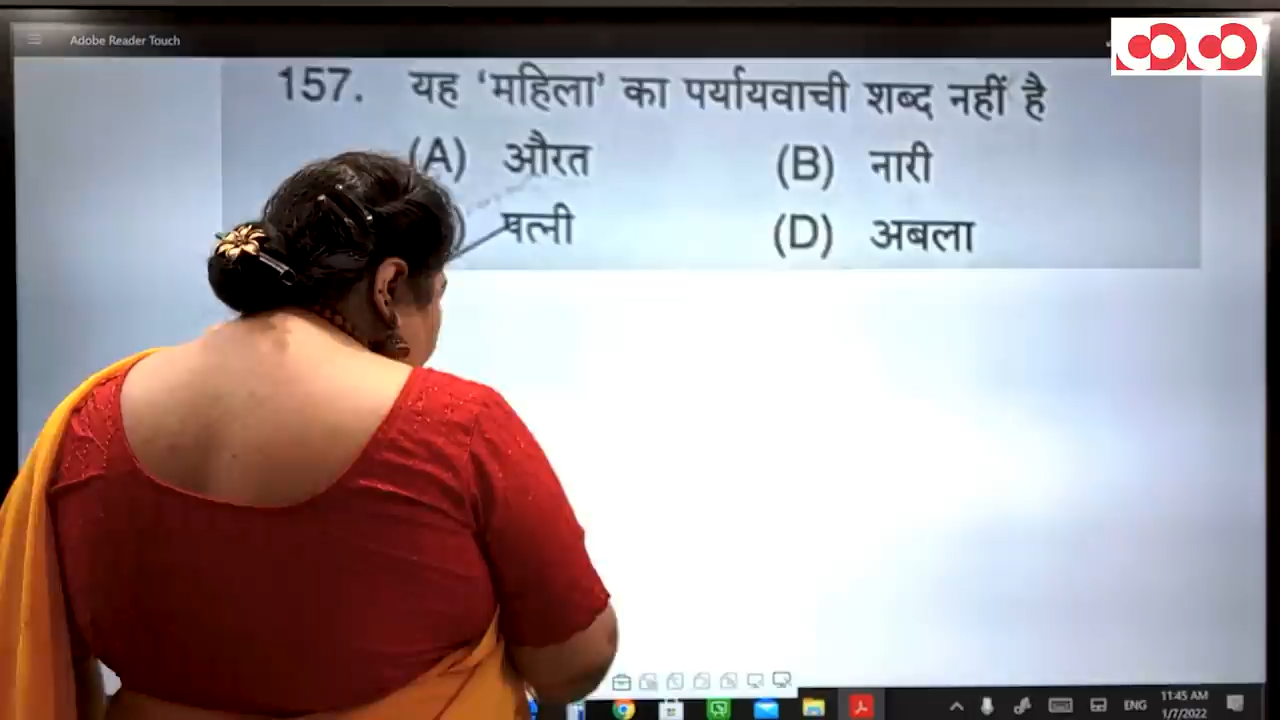 Adobe Reader Touch
157. यह ‘महिला’ का पर्यायवाची शब्द नहीं है
(A) औरत (B) नारी
) पत्नी (D) अबला
ENG 11:45 AM
1/7/2022